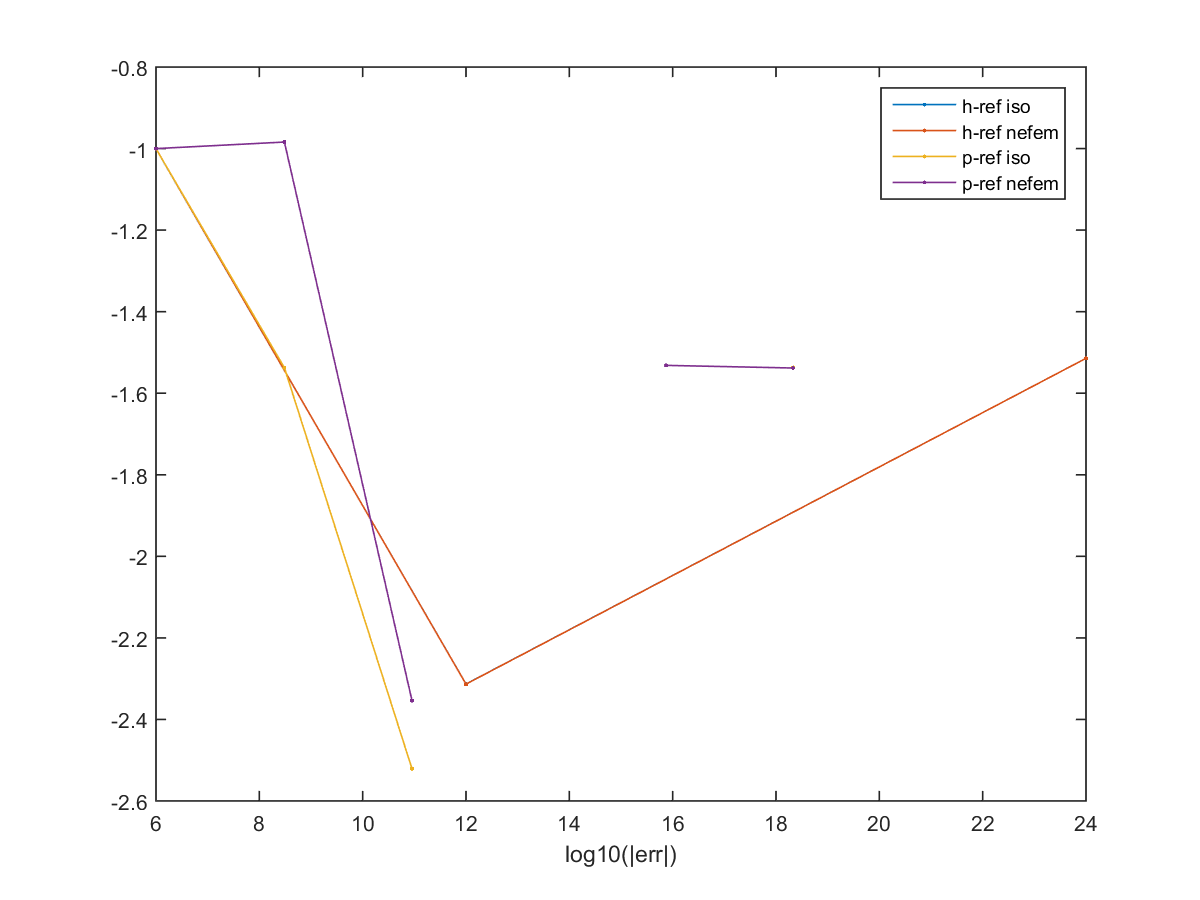 -0.8
-1
-1.2
-1.4
-1.6
-1.8
-2
-2.2
-2.4
-2.6
h-ref iso
h-ref nefem
p-ref iso
p-ref nefem
6 8 10 12 14 16 18 20 22 24
log10(|err|)